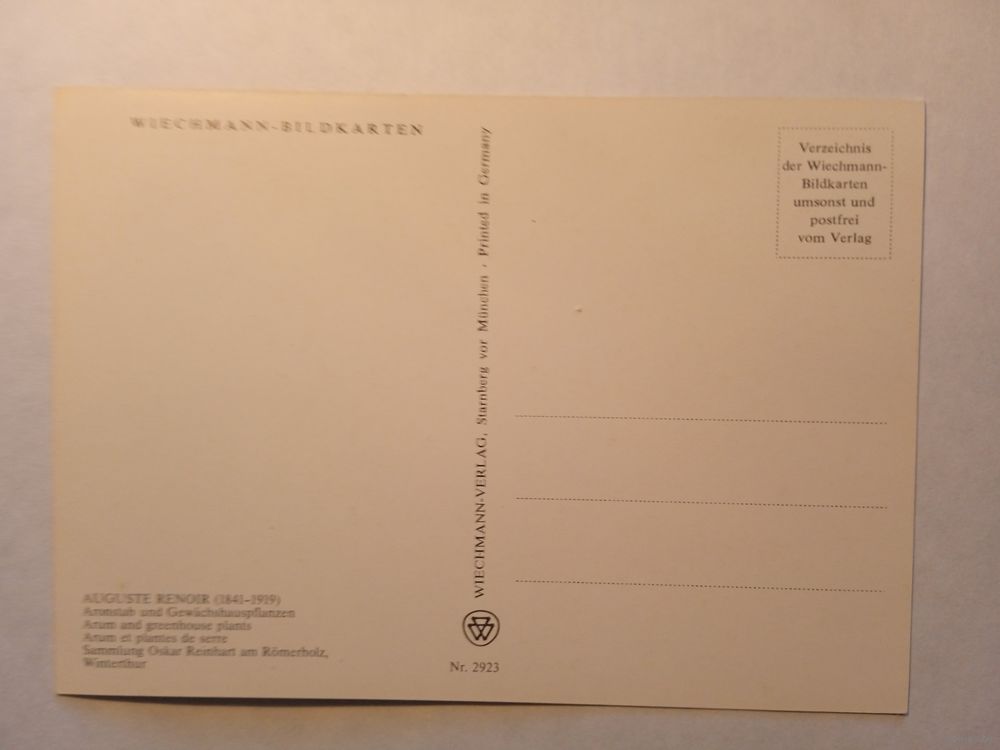 WIECHMANN-BILDKARTEN
AUGUSTE RENOIR (1841-1919)
Aronstab und Gewächshauspflanzen
Arum and greenhouse plants
Arum et plantes de serre
Sammlung Oskar Reinhart am Römerholz,
Winterthur
WIECHMANN-VERLAG, Starnberg vor München · Printed in Germany
Nr. 2923
Verzeichnis
der Wiechmann-
Bildkarten
umsonst und
postfrei
vom Verlag